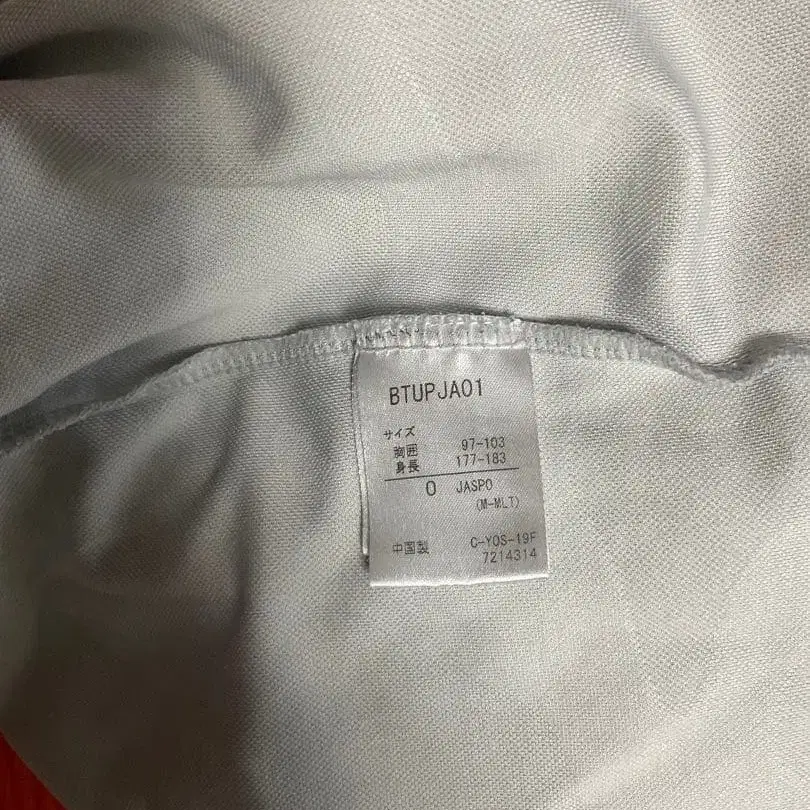 BTUPJA01
サイズ
胸囲 97-103
身長 177-183
O JASPO
(M-MLT)
中国製 C-YOS-19F
7214314